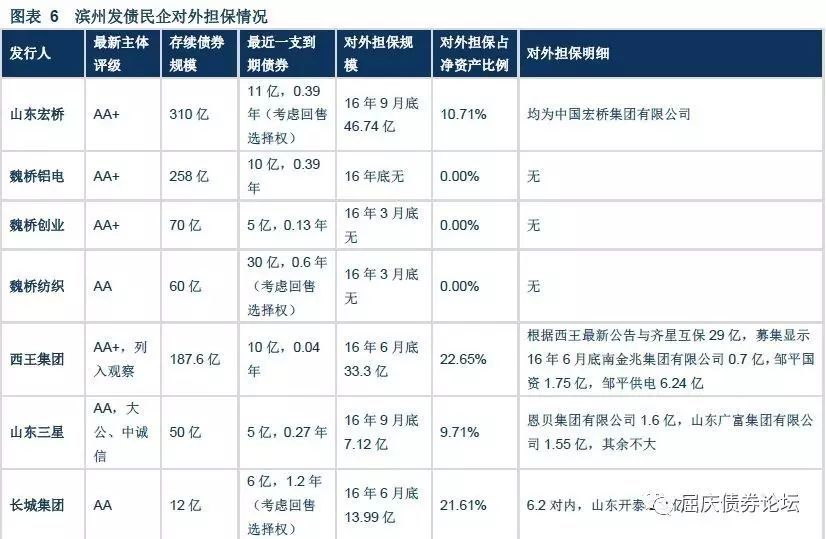 图表 6 滨州发债民企对外担保情况
发行人 最新主体评级 存续债券规模 最近一支到期债券 对外担保规模 对外担保占净资产比例 对外担保明细
山东宏桥 AA+ 310 亿 11 亿，0.39 年（考虑回售选择权） 16 年 9 月底 46.74 亿 10.71% 均为中国宏桥集团有限公司
魏桥铝电 AA+ 258 亿 10 亿，0.39 年 16 年底无 0.00% 无
魏桥创业 AA+ 70 亿 5 亿，0.13 年 16 年 3 月底无 0.00% 无
魏桥纺织 AA 60 亿 30 亿，0.6 年（考虑回售选择权） 16 年 3 月底无 0.00% 无
西王集团 AA+，列入观察 187.6 亿 10 亿，0.04 年 16 年 6 月底 33.3 亿 22.65% 根据西王最新公告与齐星互保 29 亿，募集显示 16 年 6 月底南金兆集团有限公司 0.7 亿，邹平国资 1.75 亿，邹平供电 6.24 亿
山东三星 AA，大公、中诚信 50 亿 5 亿，0.27 年 16 年 9 月底 7.12 亿 9.71% 恩贝集团有限公司 1.6 亿，山东广富集团有限公司 1.55 亿，其余不大
长城集团 AA 12 亿 6 亿，1.2 年（考虑回售选择权） 16 年 6 月底 13.99 亿 21.61% 6.2 对内，山东开泰 亿
屈庆债券论坛